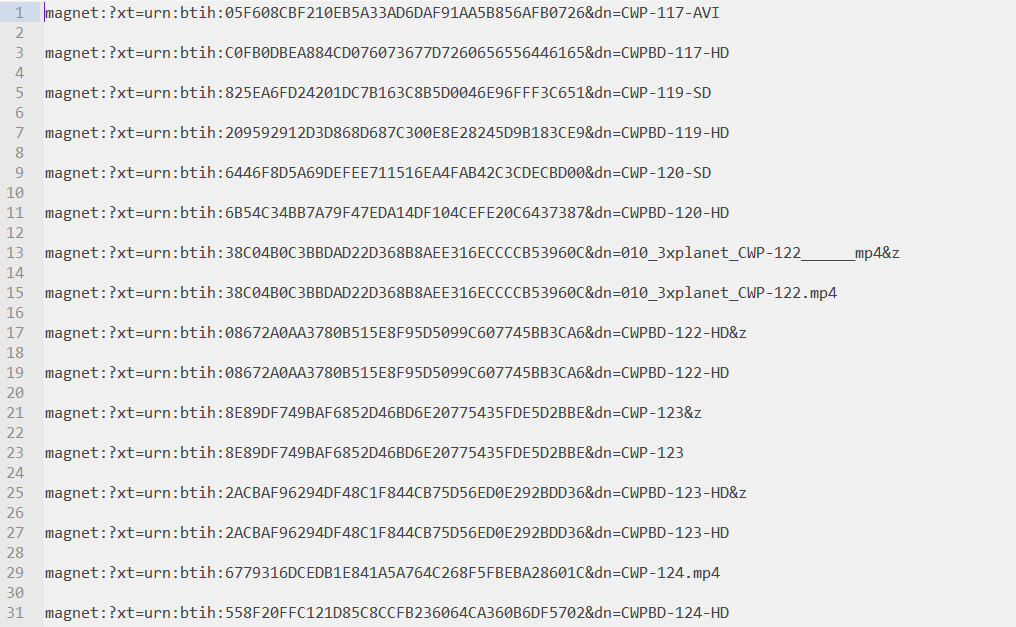 1 magnet:?xt=urn:btih:05F608CBF210EB5A33AD6DAF91AA5B856AFB0726&dn=CWP-117-AVI
2
3 magnet:?xt=urn:btih:C0FB0DBEA884CD076073677D7260656556446165&dn=CWPBD-117-HD
4
5 magnet:?xt=urn:btih:825EA6FD24201DC7B163C8B5D0046E96FFF3C651&dn=CWP-119-SD
6
7 magnet:?xt=urn:btih:209592912D3D868D687C300E8E28245D9B183CE9&dn=CWPBD-119-HD
8
9 magnet:?xt=urn:btih:6446F8D5A69DEFEE711516EA4FAB42C3CDECBD00&dn=CWP-120-SD
10
11 magnet:?xt=urn:btih:6B54C34BB7A79F47EDA14DF104CEFE20C6437387&dn=CWPBD-120-HD
12
13 magnet:?xt=urn:btih:38C04B0C3BBDAD22D368B8AEE316ECCCCB53960C&dn=010_3xplanet_CWP-122______mp4&z
14
15 magnet:?xt=urn:btih:38C04B0C3BBDAD22D368B8AEE316ECCCCB53960C&dn=010_3xplanet_CWP-122.mp4
16
17 magnet:?xt=urn:btih:08672A0AA3780B515E8F95D5099C607745BB3CA6&dn=CWPBD-122-HD&z
18
19 magnet:?xt=urn:btih:08672A0AA3780B515E8F95D5099C607745BB3CA6&dn=CWPBD-122-HD
20
21 magnet:?xt=urn:btih:8E89DF749BAF6852D46BD6E20775435FDE5D2BBE&dn=CWP-123&z
22
23 magnet:?xt=urn:btih:8E89DF749BAF6852D46BD6E20775435FDE5D2BBE&dn=CWP-123
24
25 magnet:?xt=urn:btih:2ACBAF96294DF48C1F844CB75D56ED0E292BDD36&dn=CWPBD-123-HD&z
26
27 magnet:?xt=urn:btih:2ACBAF96294DF48C1F844CB75D56ED0E292BDD36&dn=CWPBD-123-HD
28
29 magnet:?xt=urn:btih:6779316DCEDB1E841A5A764C268F5FBEBA28601C&dn=CWP-124.mp4
30
31 magnet:?xt=urn:btih:558F20FFC121D85C8CCFB236064CA360B6DF5702&dn=CWPBD-124-HD